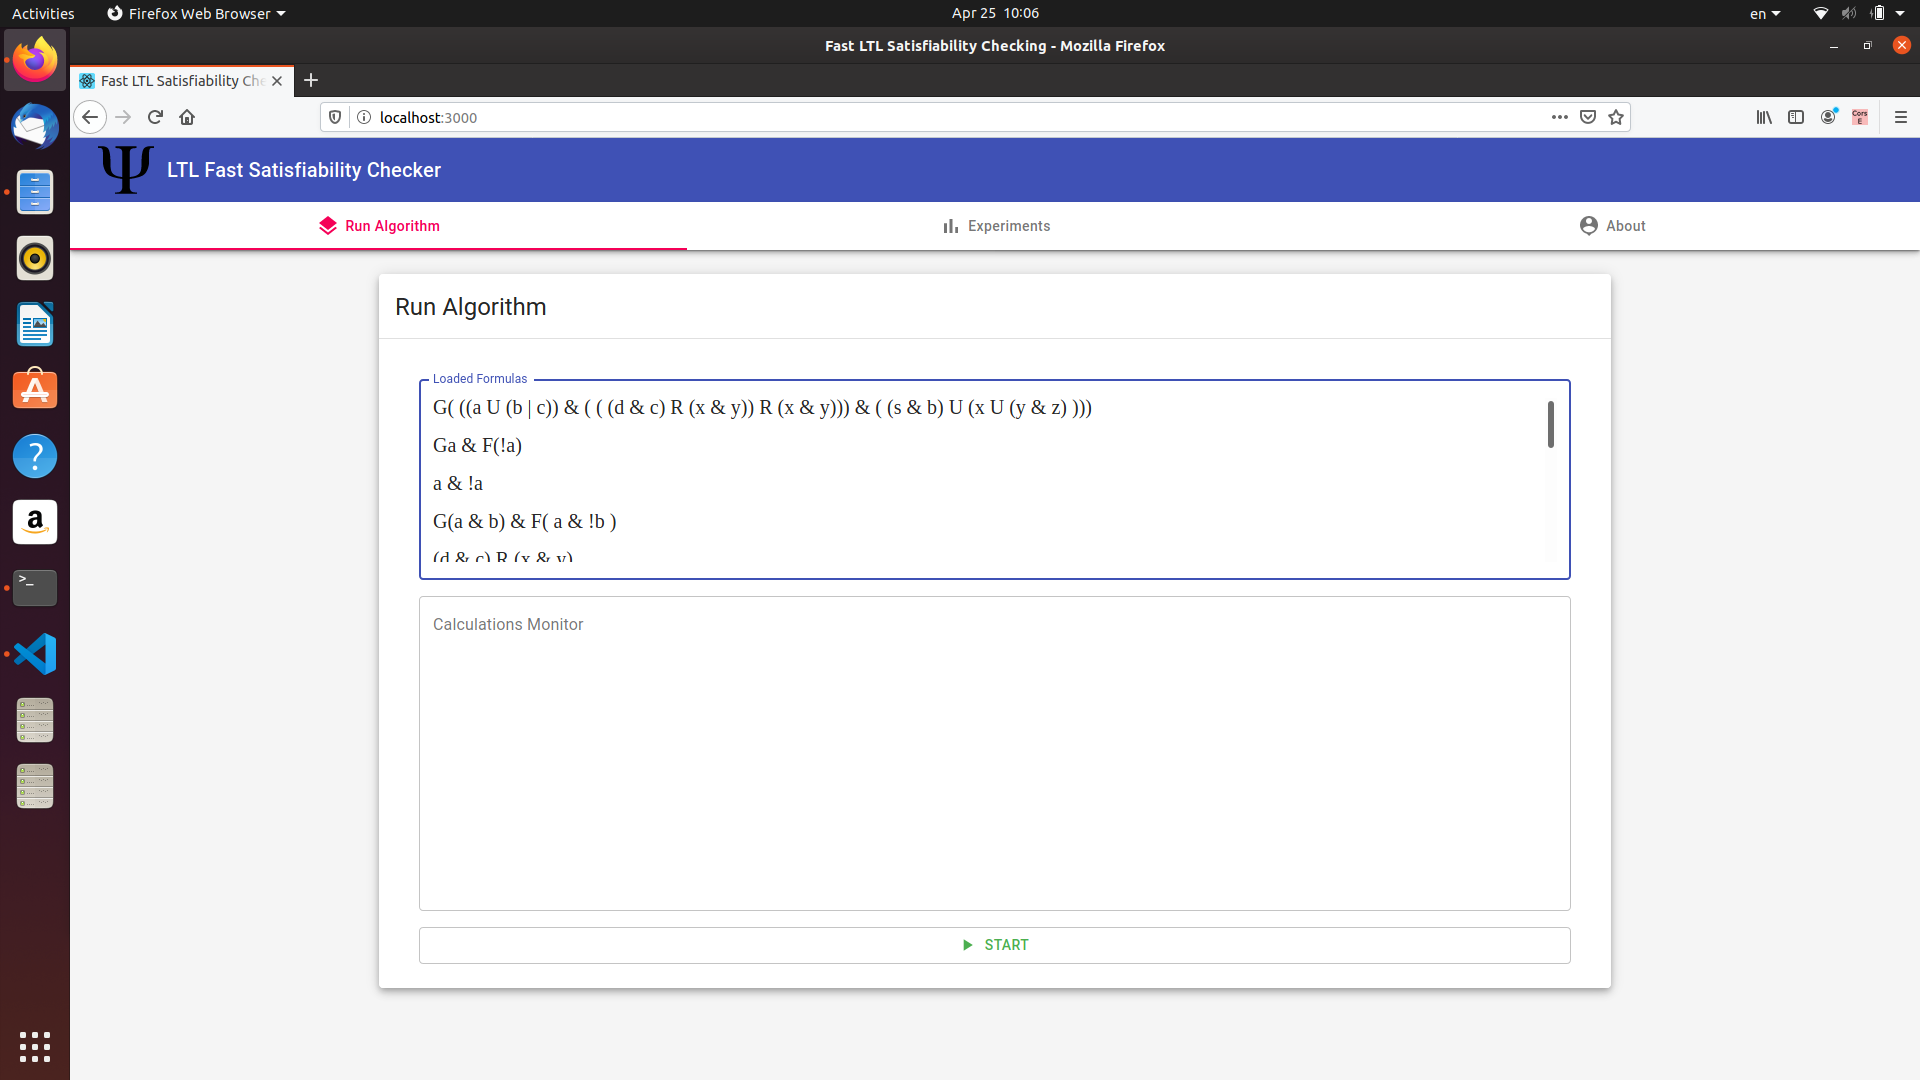 Activities
Firefox Web Browser
Apr 25 10:06
en
Fast LTL Satisfiability Checking - Mozilla Firefox
Fast LTL Satisfiability Che
localhost:3000
Cors
E
Ψ LTL Fast Satisfiability Checker
Run Algorithm
Experiments
About
Run Algorithm
Loaded Formulas
G( ((a U (b | c)) & ( ( ( (d & c) R (x & y)) R (x & y))) & ( (s & b) U (x U (y & z) )))
Ga & F(!a)
a & !a
G(a & b) & F( a & !b )
(d & c) R (x & y)
Calculations Monitor
START